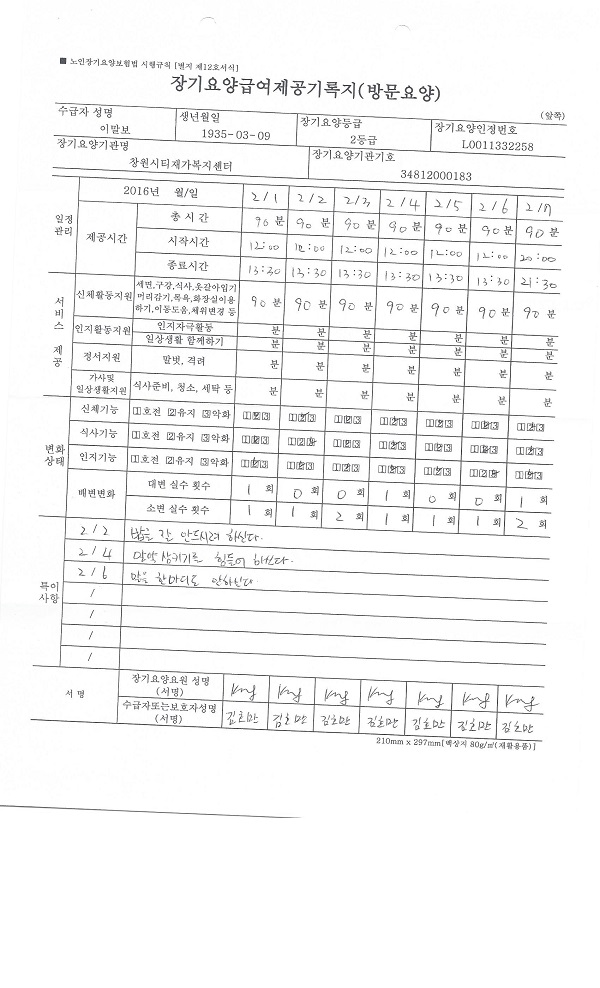 ■ 노인장기요양보험법 시행규칙 [별지 제12호서식]
장기요양급여제공기록지(방문요양)
(앞쪽)
수급자 성명 생년월일 장기요양등급 장기요양인정번호
이말보 1935-03-09 2등급 L0011332258
장기요양기관명 장기요양기관기호
창원시티재가복지센터 34812000183
일정관리 2016년 월/일 2/1 2/2 2/3 2/4 2/5 2/6 2/7
제공시간 총 시 간 90 분 90 분 90 분 90 분 90 분 90 분 90 분
시작시간 12:00 12:00 12:00 12:00 12:00 12:00 20:00
종료시간 13:30 13:30 13:30 13:30 13:30 13:30 21:30
서비스 제공 신체활동지원 세면,구강,식사,옷갈아입기 머리감기,목욕,화장실이용하기,이동도움,체위변경 등 90 분 90 분 90 분 90 분 90 분 90 분 90 분
인지활동지원 인지자극활동 분 분 분 분 분 분 분
일상생활 함께하기 분 분 분 분 분 분 분
정서지원 말벗, 격려 분 분 분 분 분 분 분
가사및 일상생활지원 식사준비, 청소, 세탁 등 분 분 분 분 분 분 분
변화상태 신체기능 1호전 2유지 3악화 123 123 123 123 123 123 123
식사기능 1호전 2유지 3악화 123 123 123 123 123 123 123
인지기능 1호전 2유지 3악화 123 123 123 123 123 123 123
배변변화 대변 실수 횟수 1 회 0 회 0 회 1 회 0 회 0 회 1 회
소변 실수 횟수 1 회 1 회 2 회 1 회 1 회 1 회 2 회
특이사항
2/2 밥을 잘 안드시려 하신다.
2/4 약 삼키기를 힘들어 하신다.
2/6 말을 한마디도 안하신다.
/
/
/
/
서 명 장기요양요원 성명 (서명)
수급자또는보호자성명 (서명) 김호만 김호만 김호만 김호만 김호만 김호만 김호만
210mm x 297mm[백상지 80g/㎡(재활용품)]